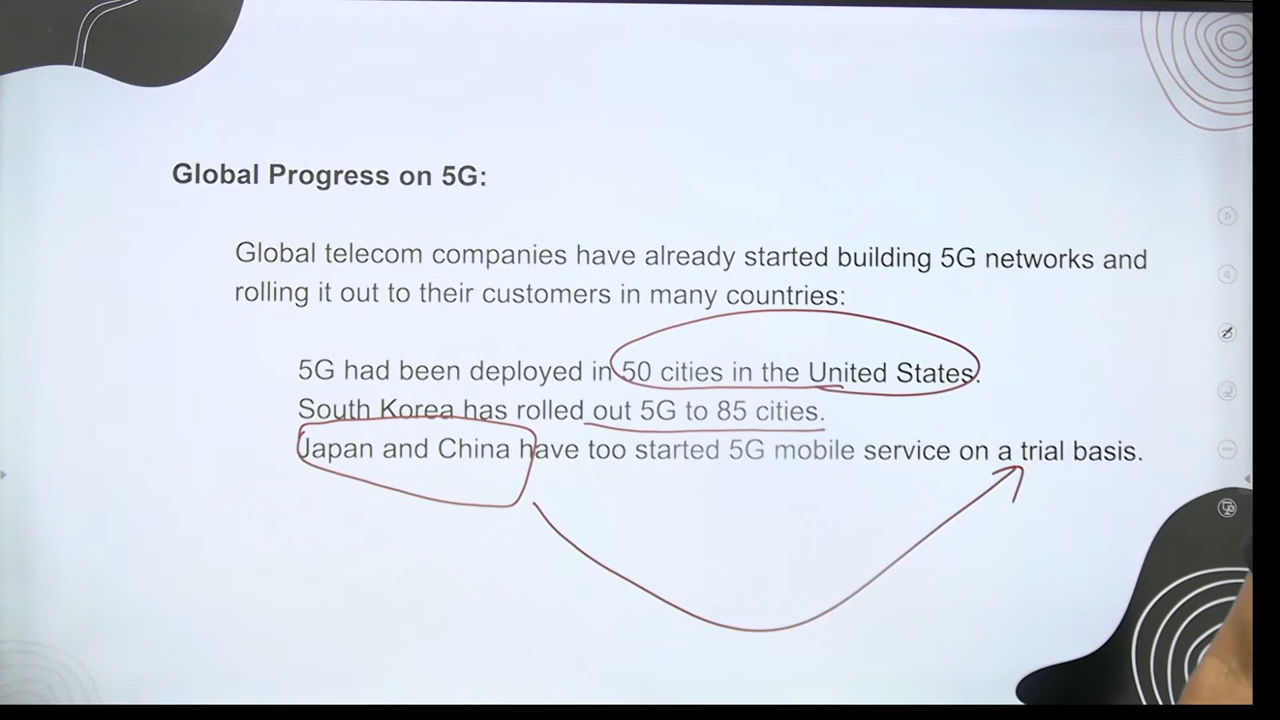 Global Progress on 5G:
Global telecom companies have already started building 5G networks and
rolling it out to their customers in many countries:
5G had been deployed in 50 cities in the United States.
South Korea has rolled out 5G to 85 cities.
Japan and China have too started 5G mobile service on a trial basis.